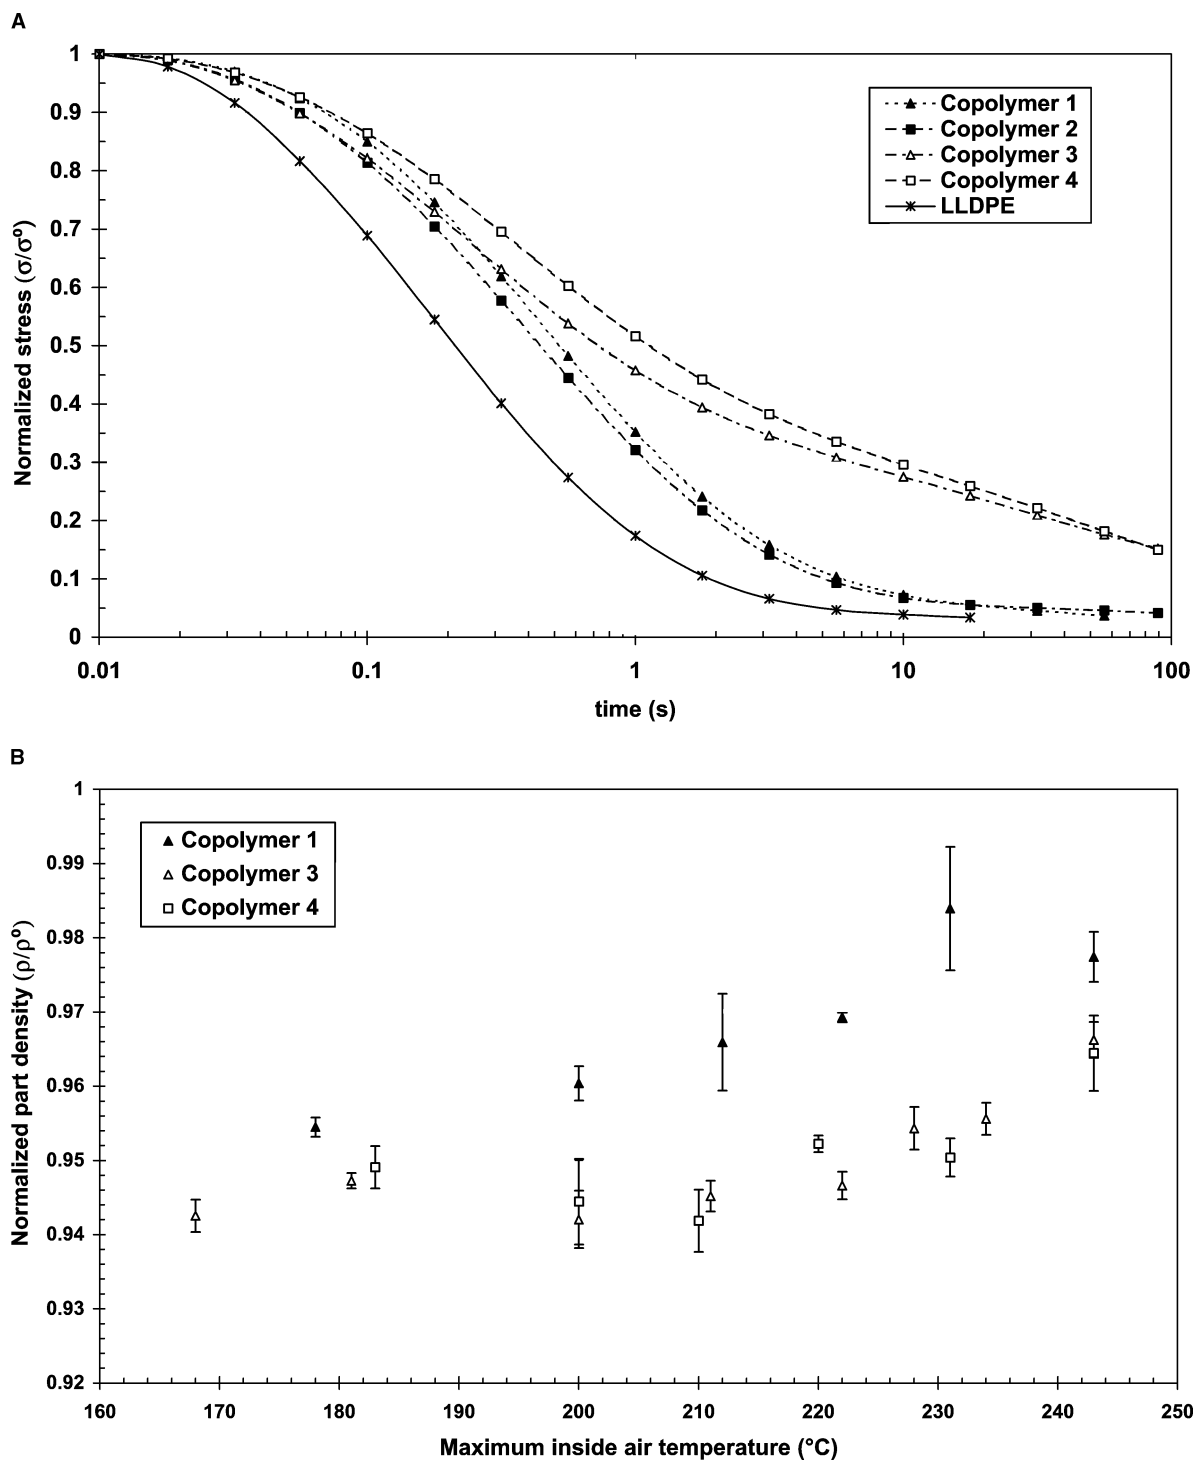 A
Normalized stress (σ/σº)
1
0.9
0.8
0.7
0.6
0.5
0.4
0.3
0.2
0.1
0
Copolymer 1
Copolymer 2
Copolymer 3
Copolymer 4
LLDPE
0.01 0.1 1 10 100
time (s)
B
Normalized part density (ρ/ρº)
1
0.99
0.98
0.97
0.96
0.95
0.94
0.93
0.92
Copolymer 1
Copolymer 3
Copolymer 4
160 170 180 190 200 210 220 230 240 250
Maximum inside air temperature (°C)